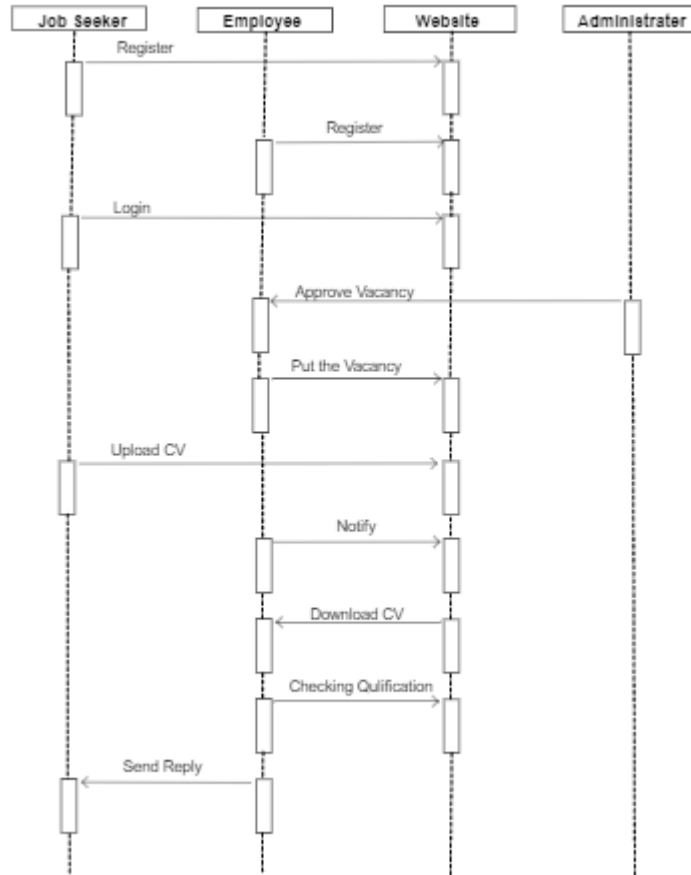 Job Seeker
Employee
Website
Administrater
Register
Register
Login
Approve Vacancy
Put the Vacancy
Upload CV
Notify
Download CV
Checking Qulification
Send Reply